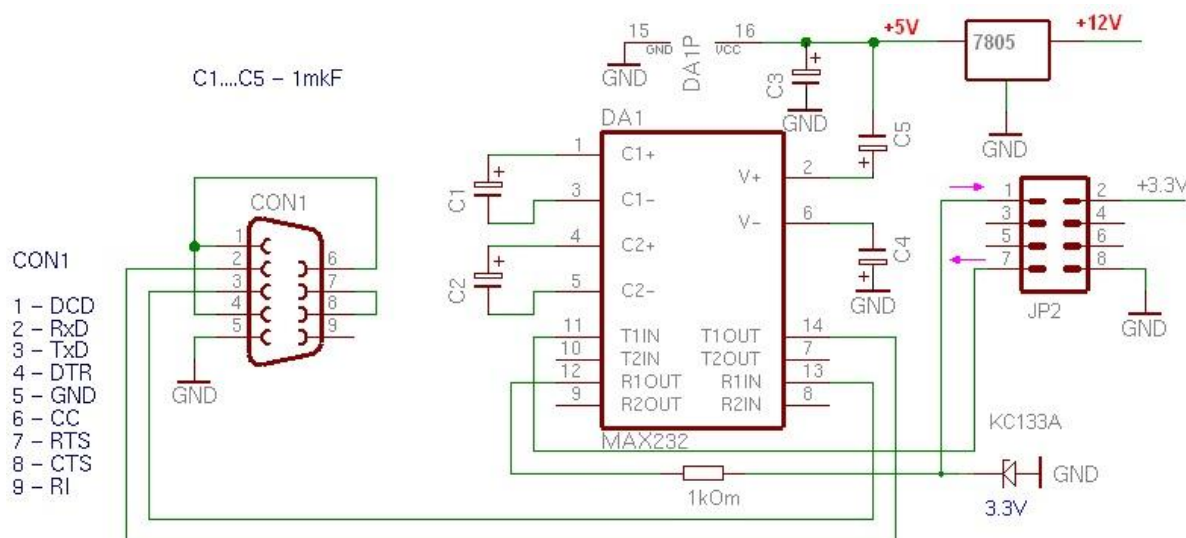 C1....C5 – 1mkF
15
GND
GND
DA1P
16
VCC
+5V
7805
+12V
GND
C3
GND
C5
DA1
MAX232
1
C1+
3
C1-
4
C2+
5
C2-
11
T1IN
10
T2IN
12
R1OUT
9
R2OUT
V+
2
V-
6
T1OUT
14
T2OUT
7
R1IN
13
R2IN
8
C1
C2
C4
GND
CON1
1
2
3
4
5
6
7
8
9
GND
CON1
1 – DCD
2 – RxD
3 – TxD
4 – DTR
5 – GND
6 – CC
7 – RTS
8 – CTS
9 – RI
1
2
+3.3V
3
4
5
6
7
8
JP2
GND
1kOm
KC133A
3.3V
GND